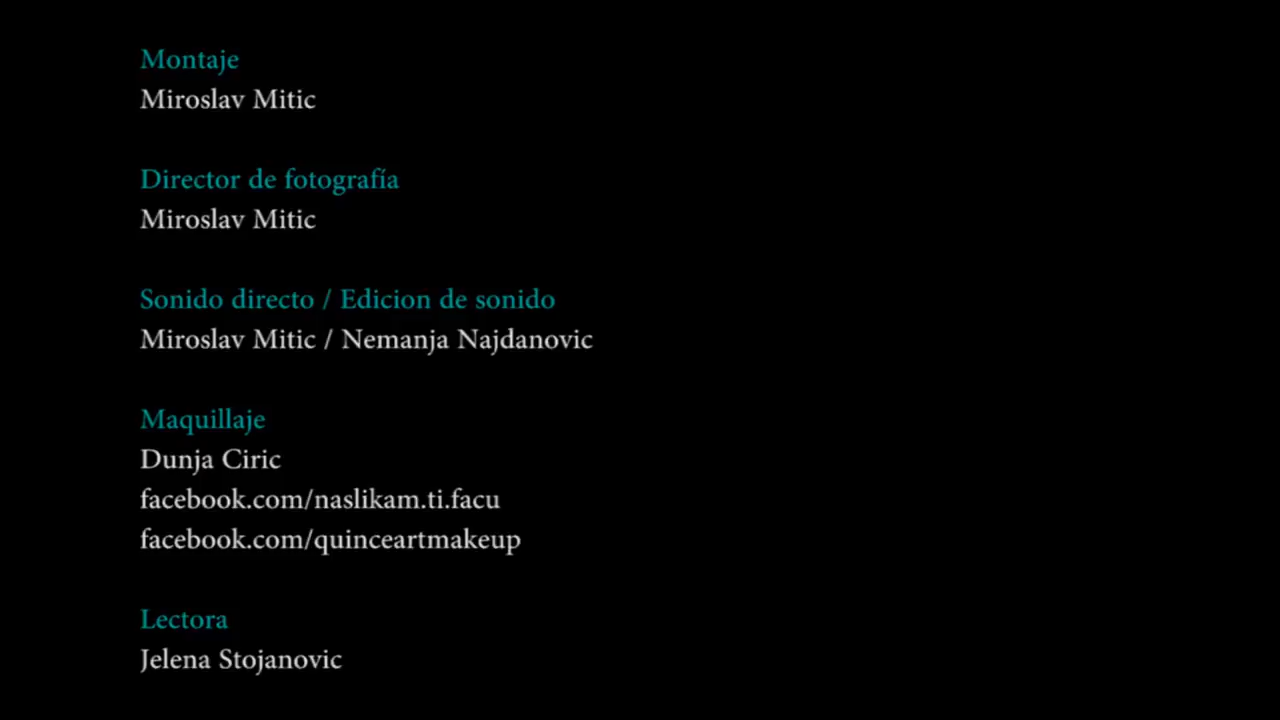 Montaje
Miroslav Mitic
Director de fotografía
Miroslav Mitic
Sonido directo / Edicion de sonido
Miroslav Mitic / Nemanja Najdanovic
Maquillaje
Dunja Ciric
facebook.com/naslikam.ti.facu
facebook.com/quinceartmakeup
Lectora
Jelena Stojanovic